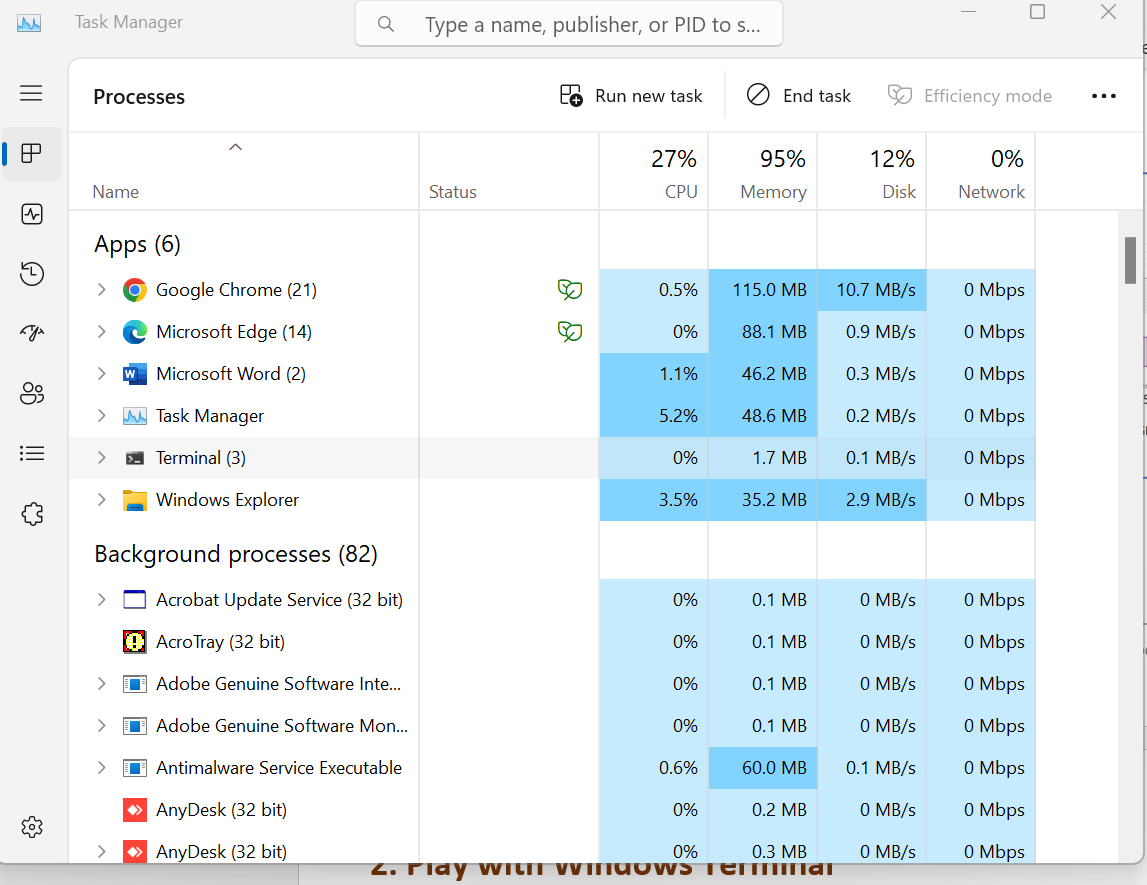 Task Manager
Type a name, publisher, or PID to s...
Processes
Run new task
End task
Efficiency mode
27% 95% 12% 0%
Name Status CPU Memory Disk Network
Apps (6)
Google Chrome (21) 0.5% 115.0 MB 10.7 MB/s 0 Mbps
Microsoft Edge (14) 0% 88.1 MB 0.9 MB/s 0 Mbps
Microsoft Word (2) 1.1% 46.2 MB 0.3 MB/s 0 Mbps
Task Manager 5.2% 48.6 MB 0.2 MB/s 0 Mbps
Terminal (3) 0% 1.7 MB 0.1 MB/s 0 Mbps
Windows Explorer 3.5% 35.2 MB 2.9 MB/s 0 Mbps
Background processes (82)
Acrobat Update Service (32 bit) 0% 0.1 MB 0 MB/s 0 Mbps
AcroTray (32 bit) 0% 0.1 MB 0 MB/s 0 Mbps
Adobe Genuine Software Inte... 0% 0.1 MB 0 MB/s 0 Mbps
Adobe Genuine Software Mon... 0% 0.1 MB 0 MB/s 0 Mbps
Antimalware Service Executable 0.6% 60.0 MB 0.1 MB/s 0 Mbps
AnyDesk (32 bit) 0% 0.2 MB 0 MB/s 0 Mbps
AnyDesk (32 bit) 0% 0.3 MB 0 MB/s 0 Mbps
2. Play with Windows Terminal